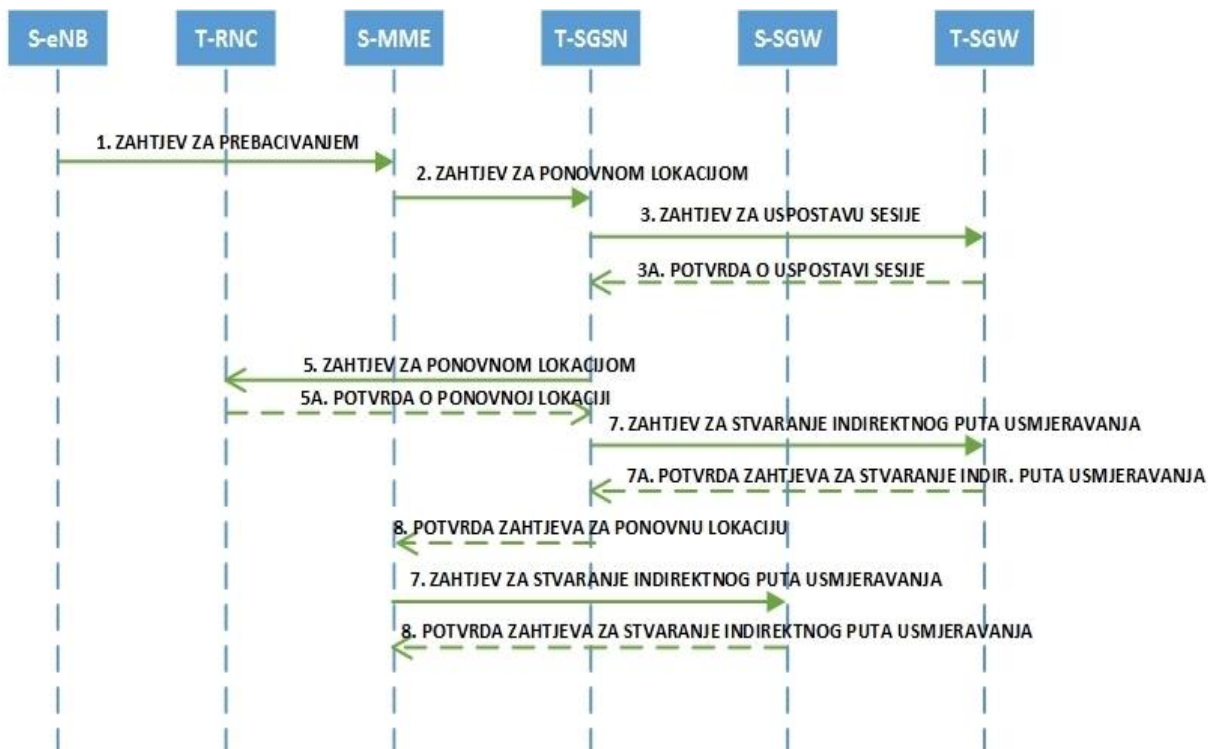 S-eNB T-RNC S-MME T-SGSN S-SGW T-SGW
1. ZAHTJEV ZA PREBACIVANJEM
2. ZAHTJEV ZA PONOVNOM LOKACIJOM
3. ZAHTJEV ZA USPOSTAVU SESIJE
3A. POTVRDA O USPOSTAVI SESIJE
5. ZAHTJEV ZA PONOVNOM LOKACIJOM
5A. POTVRDA O PONOVNOJ LOKACIJI
7. ZAHTJEV ZA STVARANJE INDIREKTNOG PUTA USMJERAVANJA
7A. POTVRDA ZAHTJEVA ZA STVARANJE INDIR. PUTA USMJERAVANJA
8. POTVRDA ZAHTJEVA ZA PONOVNU LOKACIJU
7. ZAHTJEV ZA STVARANJE INDIREKTNOG PUTA USMJERAVANJA
8. POTVRDA ZAHTJEVA ZA STVARANJE INDIREKTNOG PUTA USMJERAVANJA